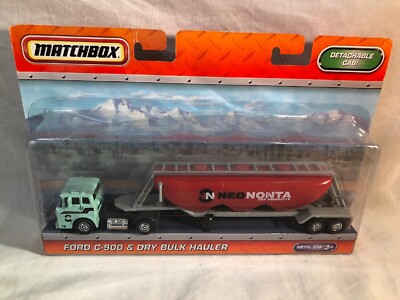 MATCHBOX
DETACHABLE
CAB!
N NEONONTA
FORD C-900 & DRY BULK HAULER
METAL CAB 3+